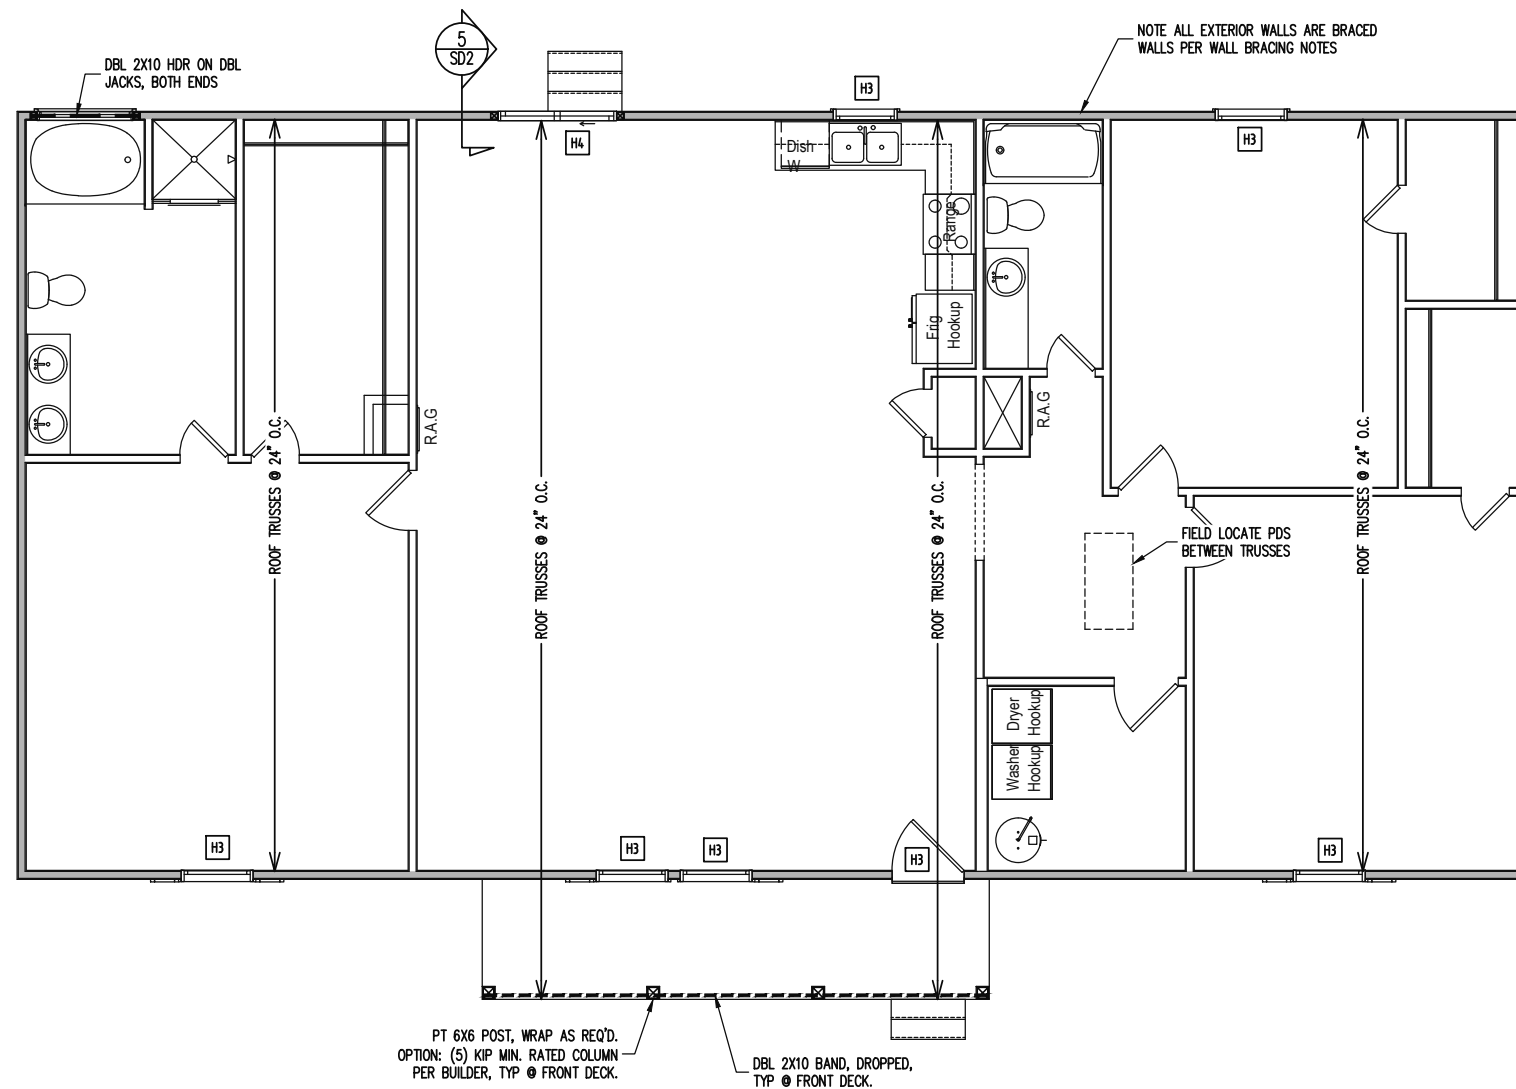 5
SD2
NOTE ALL EXTERIOR WALLS ARE BRACED
WALLS PER WALL BRACING NOTES
DBL 2X10 HDR ON DBL
JACKS, BOTH ENDS
H3
H4
H3
Dish
W
Range
Frig
Hookup
R.A.G
R.A.G
ROOF TRUSSES @ 24" O.C.
ROOF TRUSSES @ 24" O.C.
ROOF TRUSSES @ 24" O.C.
ROOF TRUSSES @ 24" O.C.
FIELD LOCATE PDS
BETWEEN TRUSSES
Dryer
Hookup
Washer
Hookup
H3
H3
H3
H3
H3
PT 6X6 POST, WRAP AS REQ'D.
OPTION: (5) KIP MIN. RATED COLUMN
PER BUILDER, TYP @ FRONT DECK.
DBL 2X10 BAND, DROPPED,
TYP @ FRONT DECK.